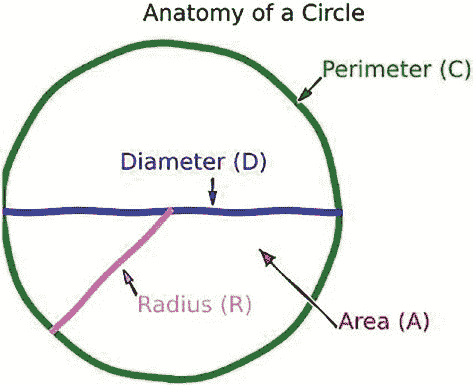 Anatomy of a Circle
Perimeter (C)
Diameter (D)
Radius (R)
Area (A)